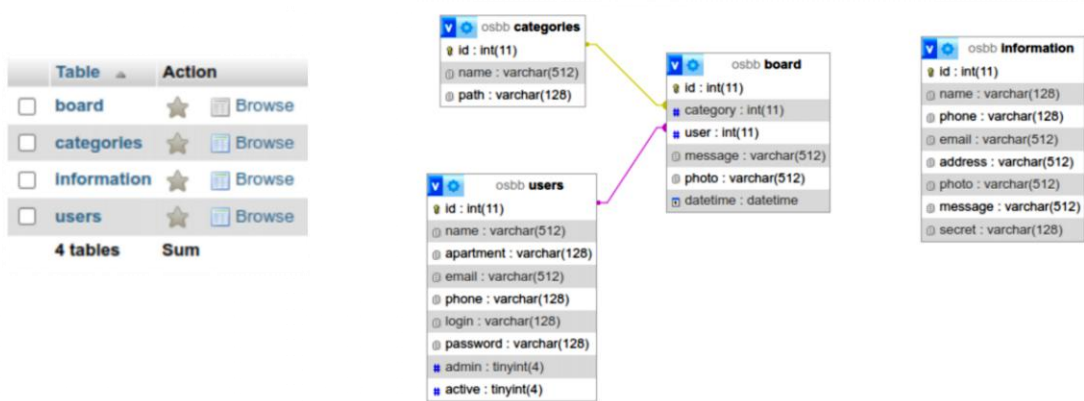 Table Action
board Browse
categories Browse
information Browse
users Browse
4 tables Sum
v osbb categories
id : int(11)
name : varchar(512)
path : varchar(128)
v osbb users
id : int(11)
name : varchar(512)
apartment : varchar(128)
email : varchar(512)
phone : varchar(128)
login : varchar(128)
password : varchar(128)
# admin : tinyint(4)
# active : tinyint(4)
v osbb board
id : int(11)
# category : int(11)
# user : int(11)
message : varchar(512)
photo : varchar(512)
datetime : datetime
v osbb information
id : int(11)
name : varchar(128)
phone : varchar(128)
email : varchar(512)
address : varchar(512)
photo : varchar(512)
message : varchar(512)
secret : varchar(128)